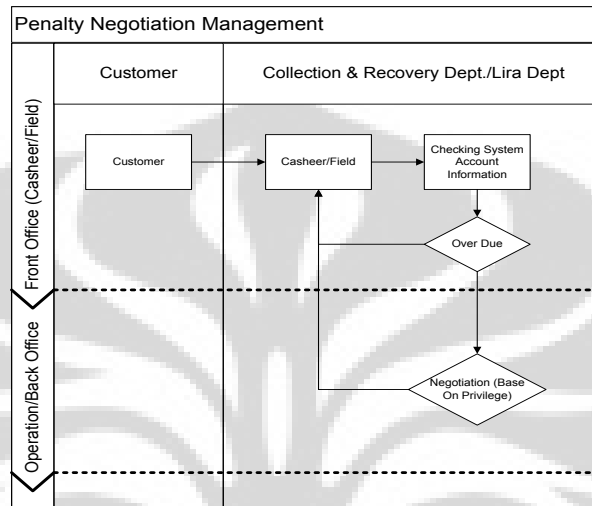 Penalty Negotiation Management
Customer
Collection & Recovery Dept./Lira Dept
Front Office (Casheer/Field)
Customer
Casheer/Field
Checking System
Account
Information
Over Due
Operation/Back Office
Negotiation (Base
On Privilege)